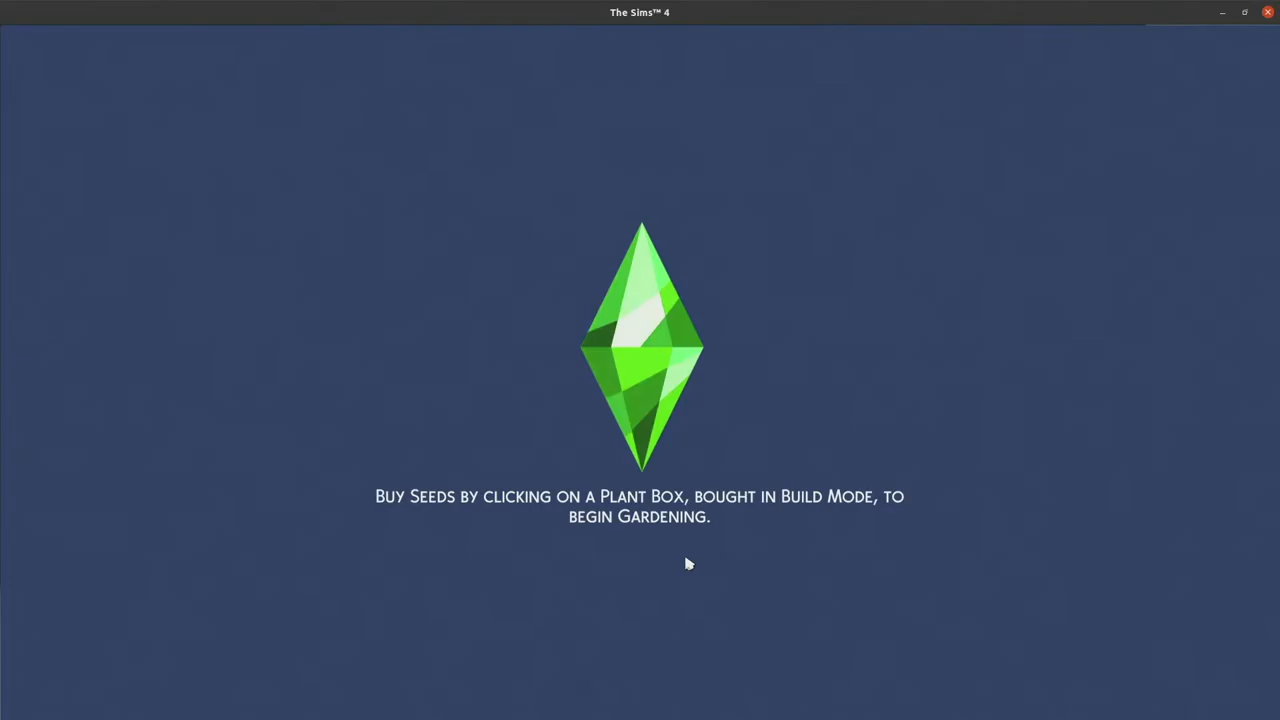 The Sims™ 4
Buy Seeds by clicking on a Plant Box, bought in Build Mode, to
begin Gardening.